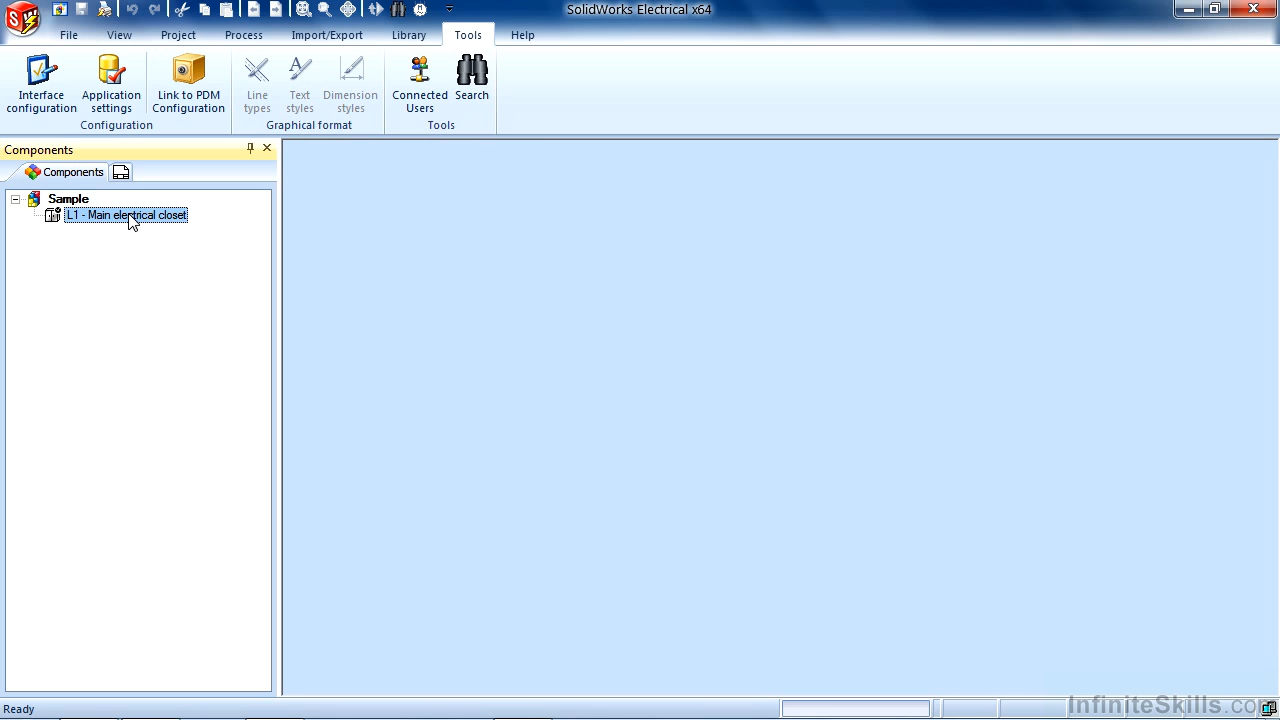 SolidWorks Electrical x64
File View Project Process Import/Export Library Tools Help
Interface configuration
Application settings
Link to PDM Configuration
Line types
Text styles
Dimension styles
Connected Users
Search
Configuration
Graphical format
Tools
Components
Components
Sample
L1 - Main electrical closet
Ready
InfiniteSkills.co